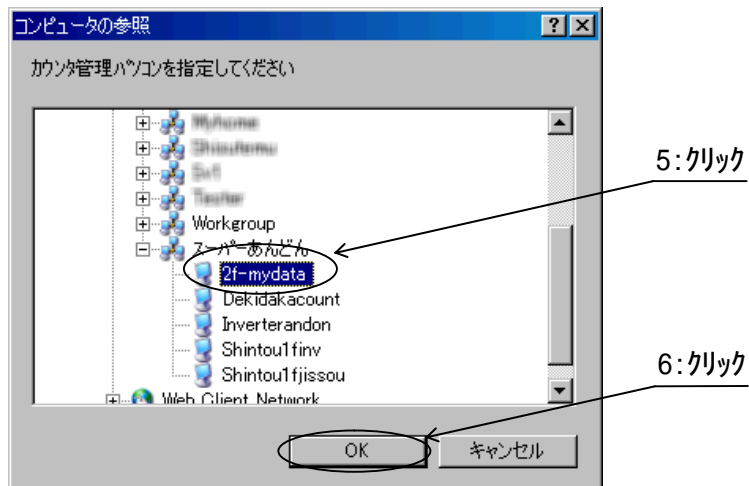 コンピュータの参照
ｶｳﾝﾀ管理ﾊﾟｿｺﾝを指定してください
Workgroup
スーパーあんどん
2f-mydata
Dekidakacount
Inverterandon
Shintou1finv
Shintou1fjissou
Web Client Network
5:ｸﾘｯｸ
6:ｸﾘｯｸ
OK
キャンセル